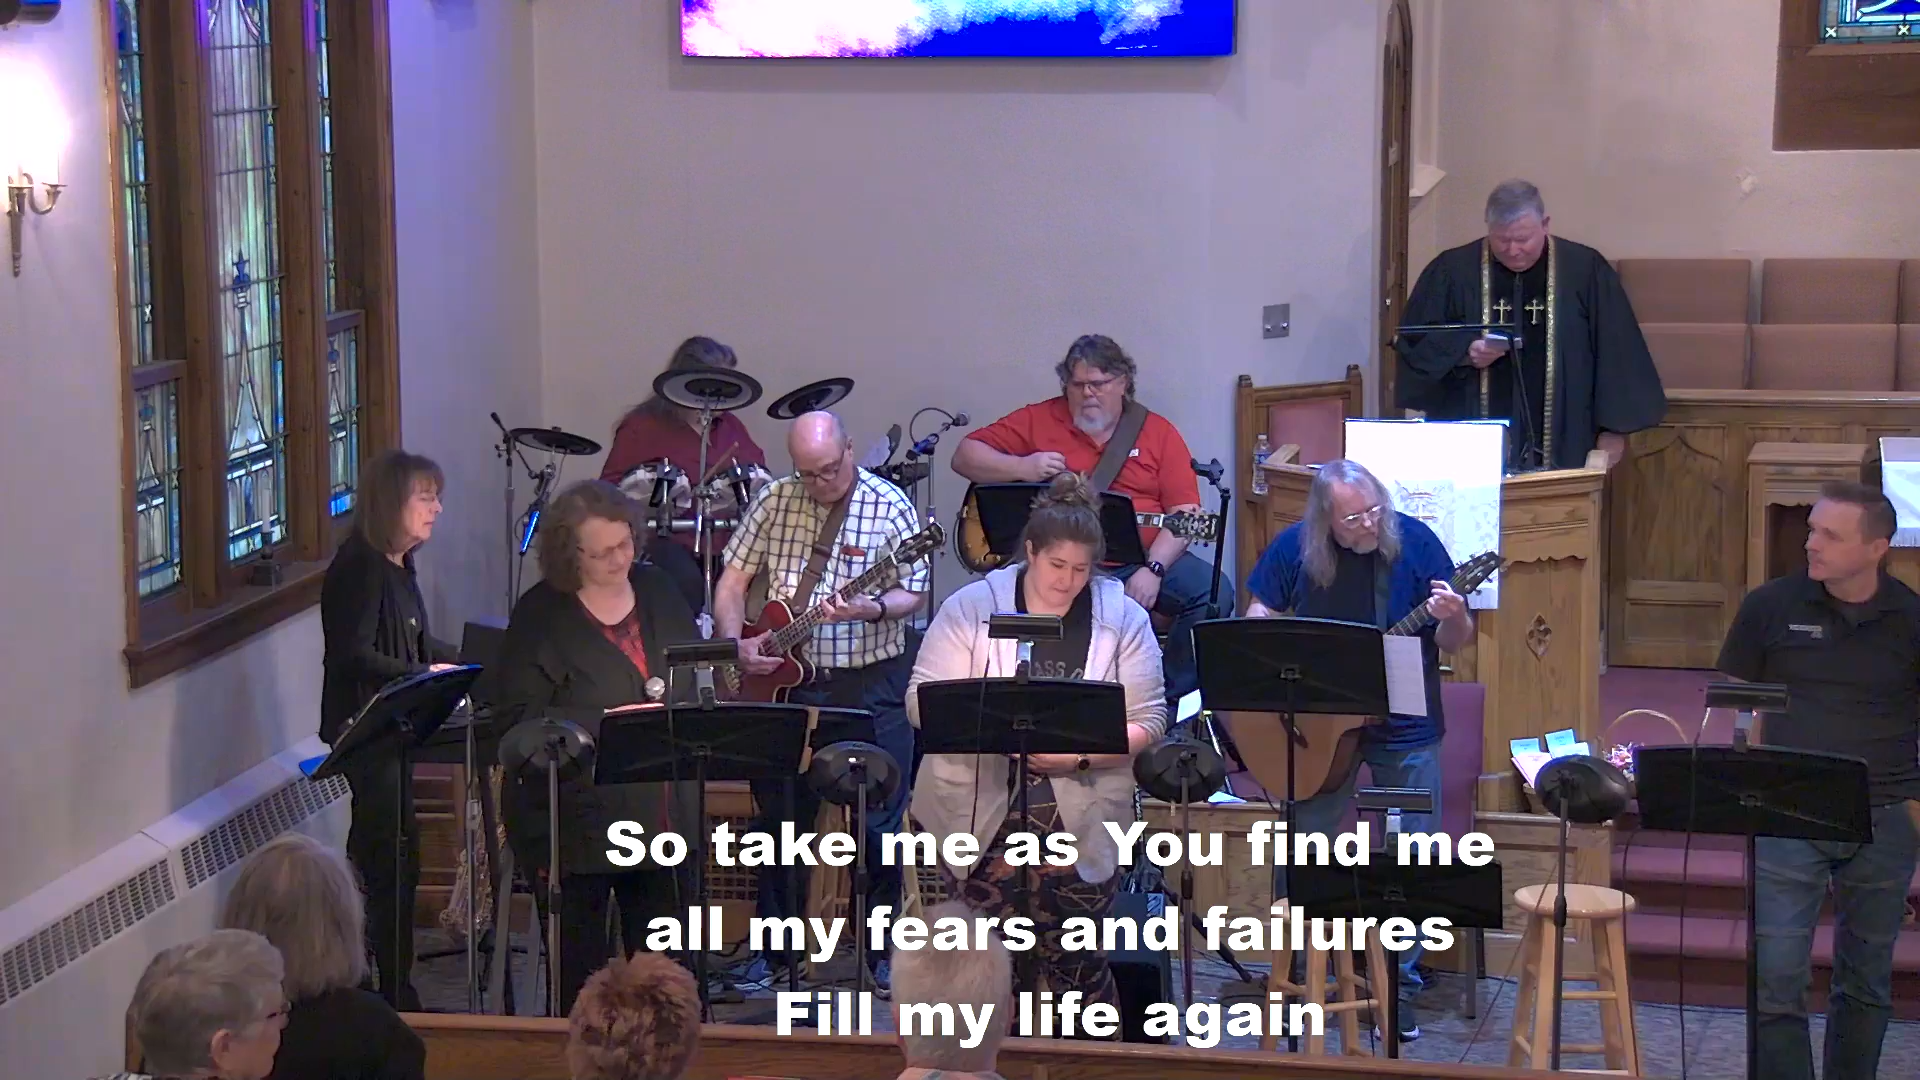 So take me as You find me
all my fears and failures
Fill my life again